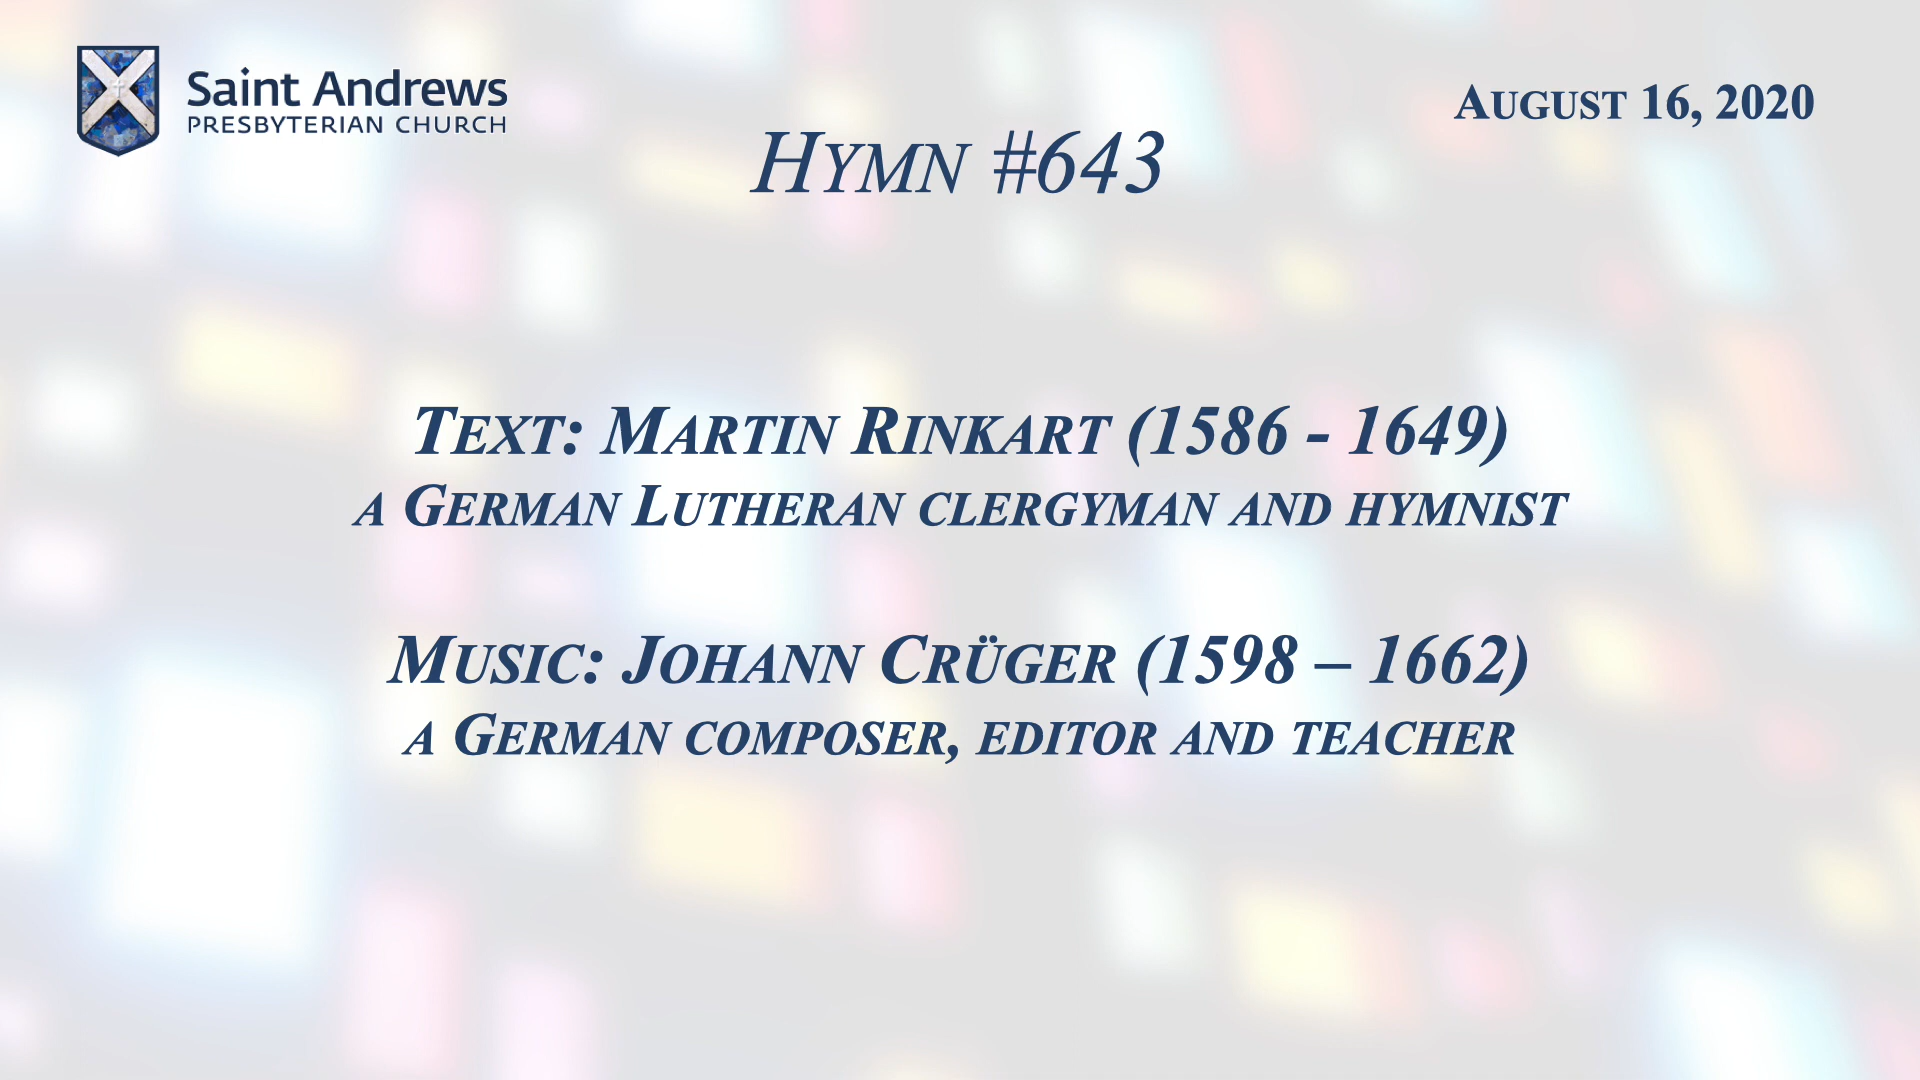 Saint Andrews
PRESBYTERIAN CHURCH
AUGUST 16, 2020
HYMN #643
TEXT: MARTIN RINKART (1586 - 1649)
A GERMAN LUTHERAN CLERGYMAN AND HYMNIST
MUSIC: JOHANN CRÜGER (1598 – 1662)
A GERMAN COMPOSER, EDITOR AND TEACHER